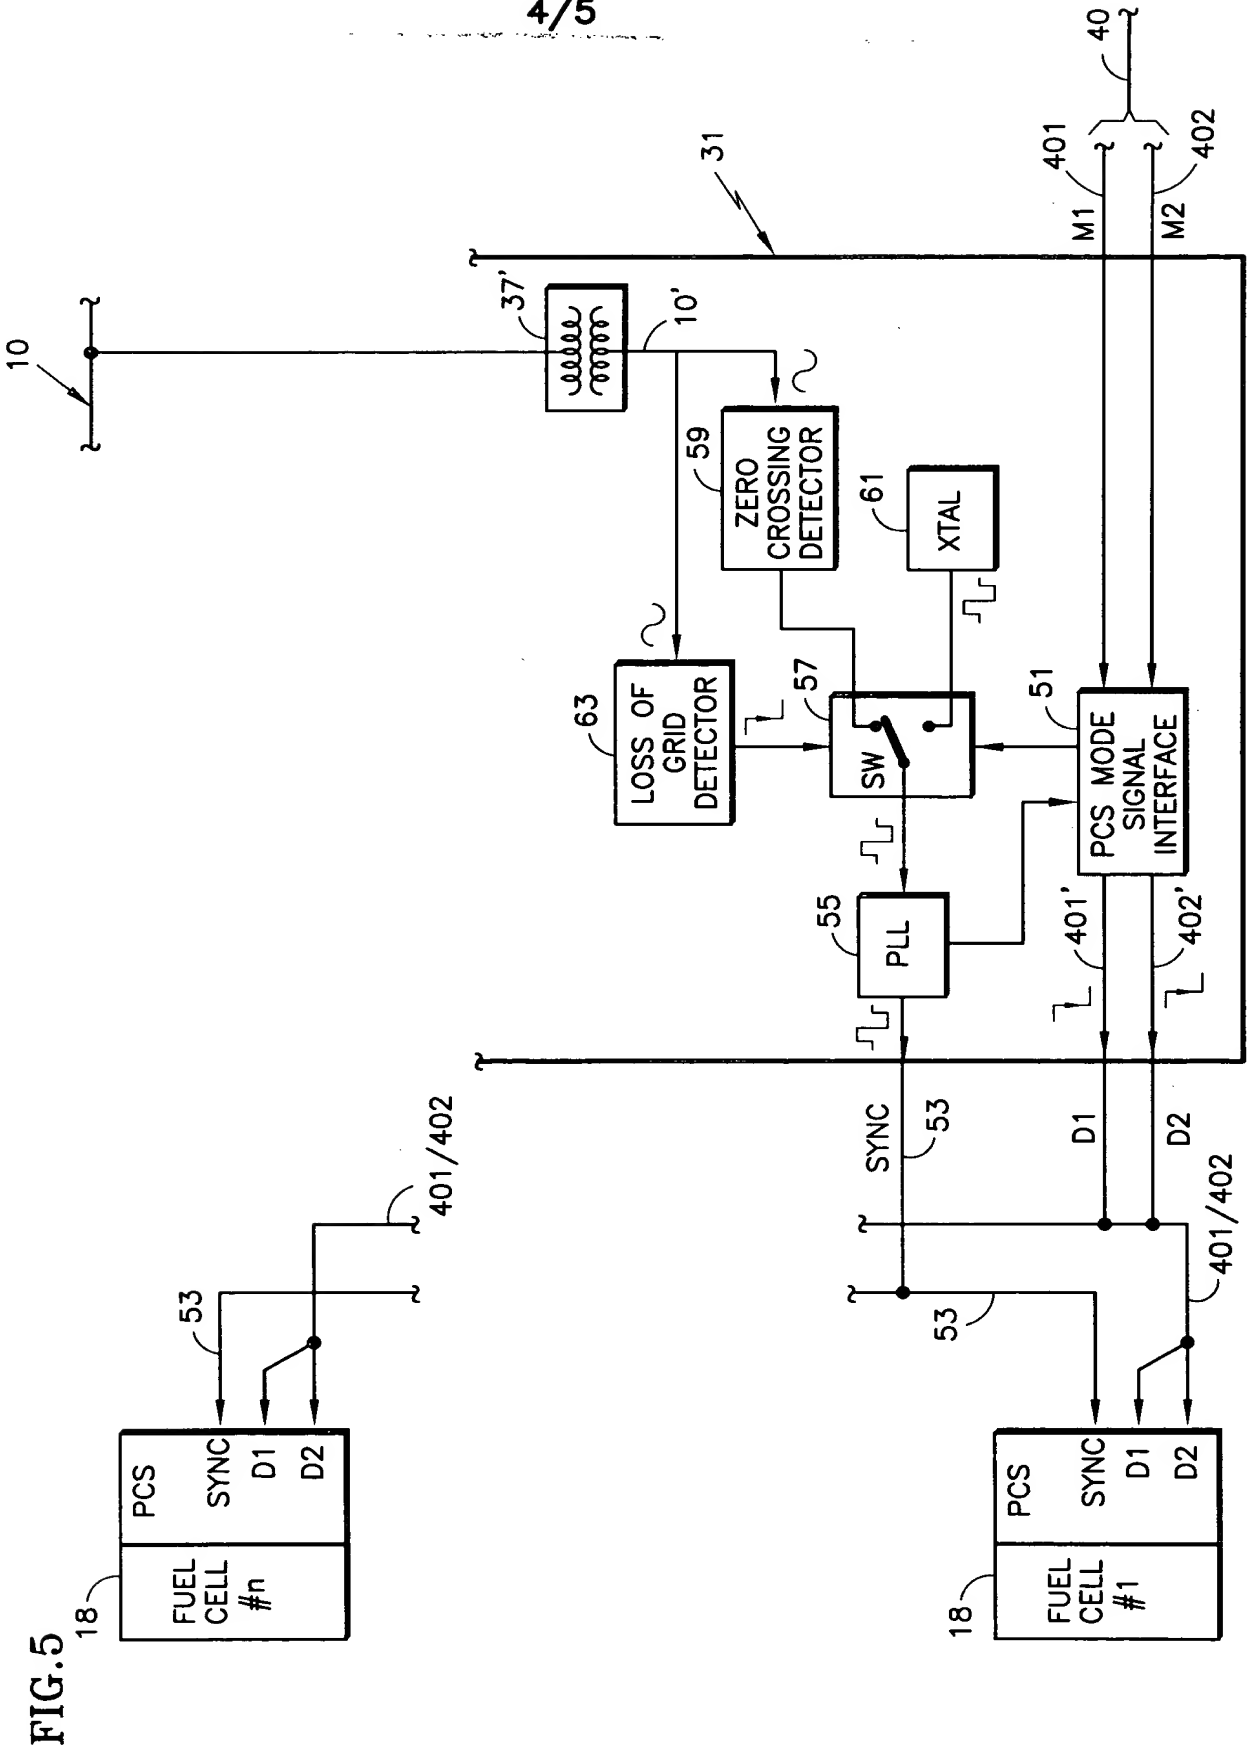 4/5
FIG.5
10
37'
10'
31
40
401
402
M1
M2
59
ZERO
CROSSING
DETECTOR
61
XTAL
63
LOSS OF
GRID
DETECTOR
57
SW
51
PCS MODE
SIGNAL
INTERFACE
55
PLL
401'
402'
SYNC
53
D1
D2
401/402
53
401/402
53
18
FUEL
CELL
#n
PCS
SYNC
D1
D2
18
FUEL
CELL
#1
PCS
SYNC
D1
D2